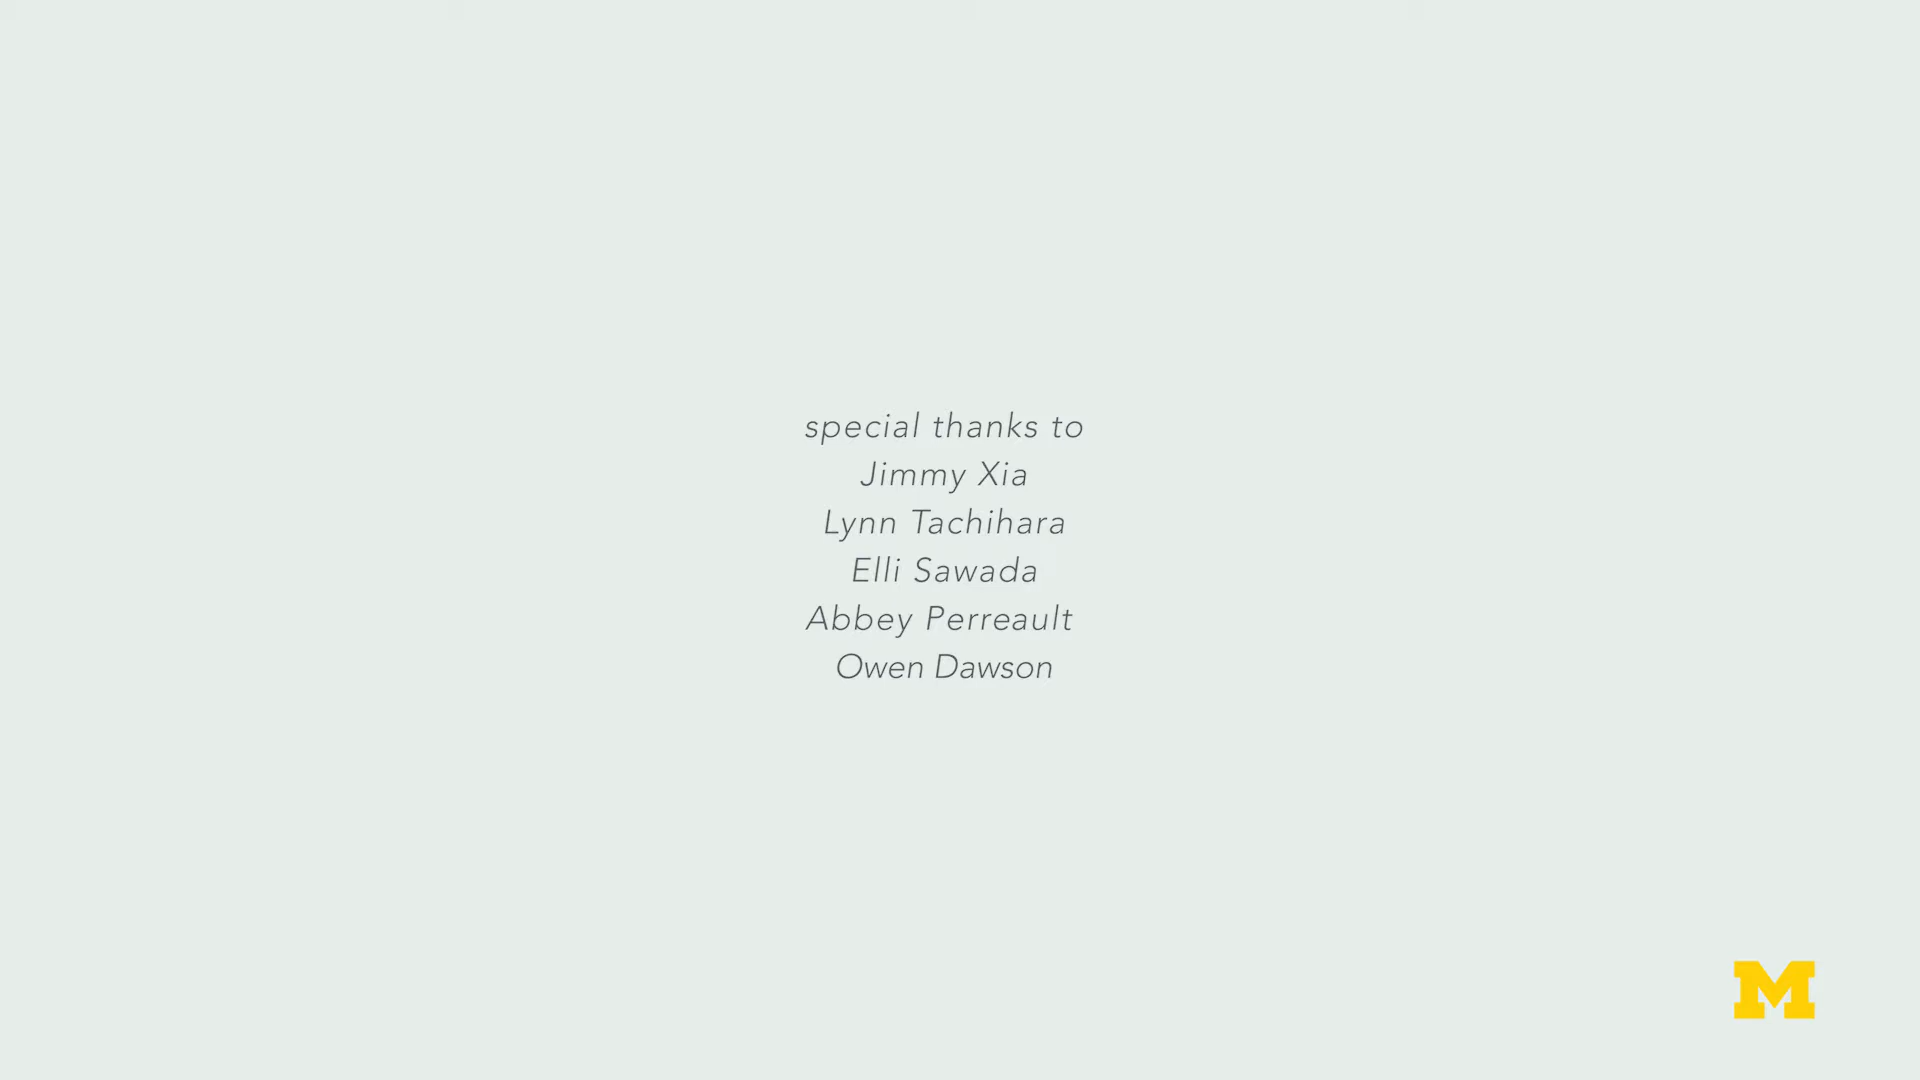 special thanks to
Jimmy Xia
Lynn Tachihara
Elli Sawada
Abbey Perreault
Owen Dawson
M